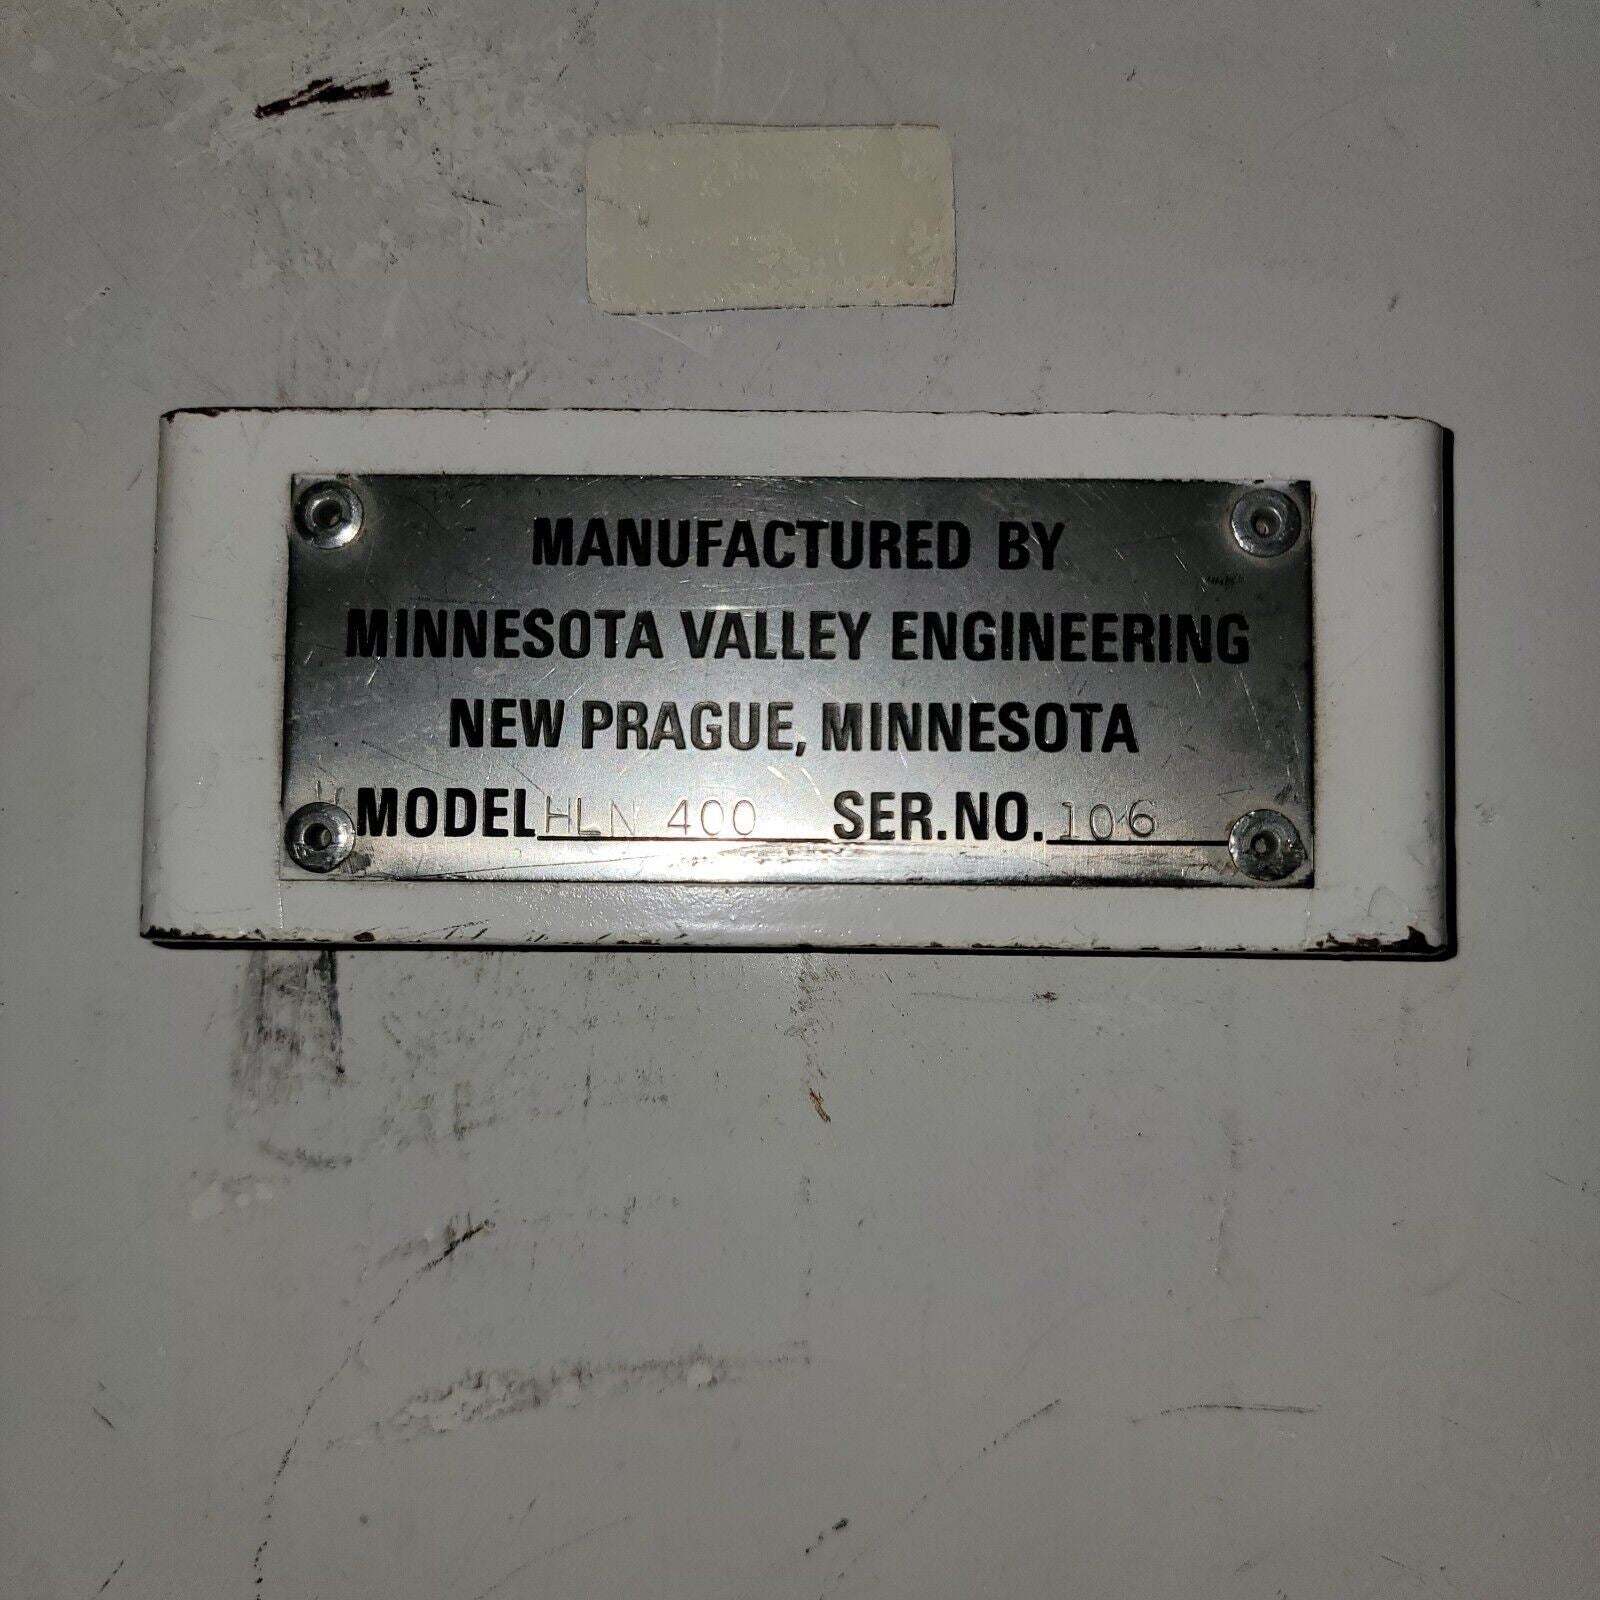 MANUFACTURED BY
MINNESOTA VALLEY ENGINEERING
NEW PRAGUE, MINNESOTA
MODEL HLN 400 SER.NO. 106